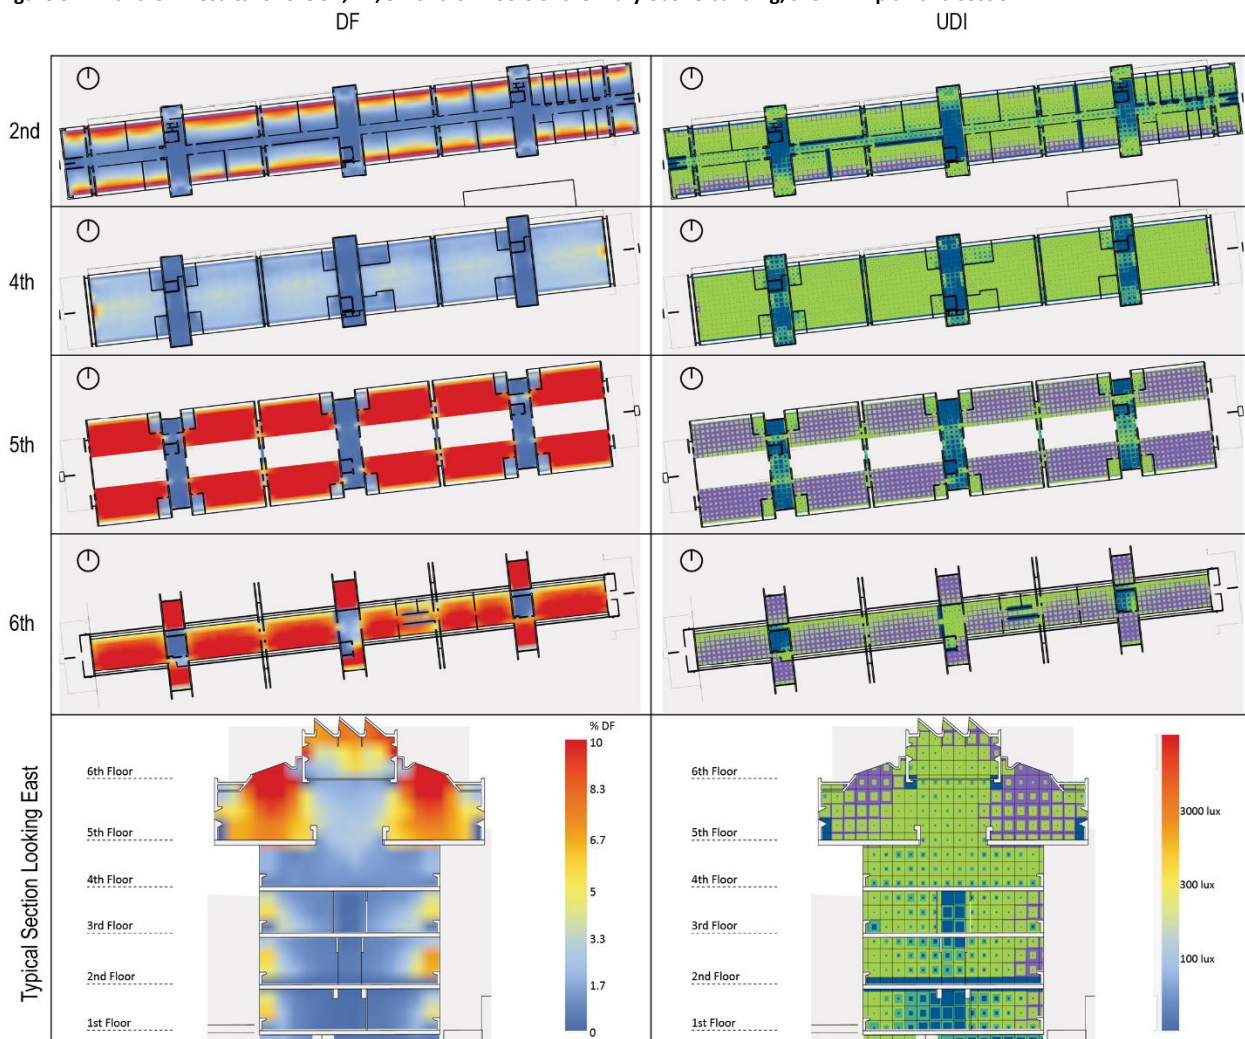 DF
UDI
2nd
4th
5th
6th
Typical Section Looking East
6th Floor
5th Floor
4th Floor
3rd Floor
2nd Floor
1st Floor
% DF
10
8.3
6.7
5
3.3
1.7
0
6th Floor
5th Floor
4th Floor
3rd Floor
2nd Floor
1st Floor
3000 lux
300 lux
100 lux